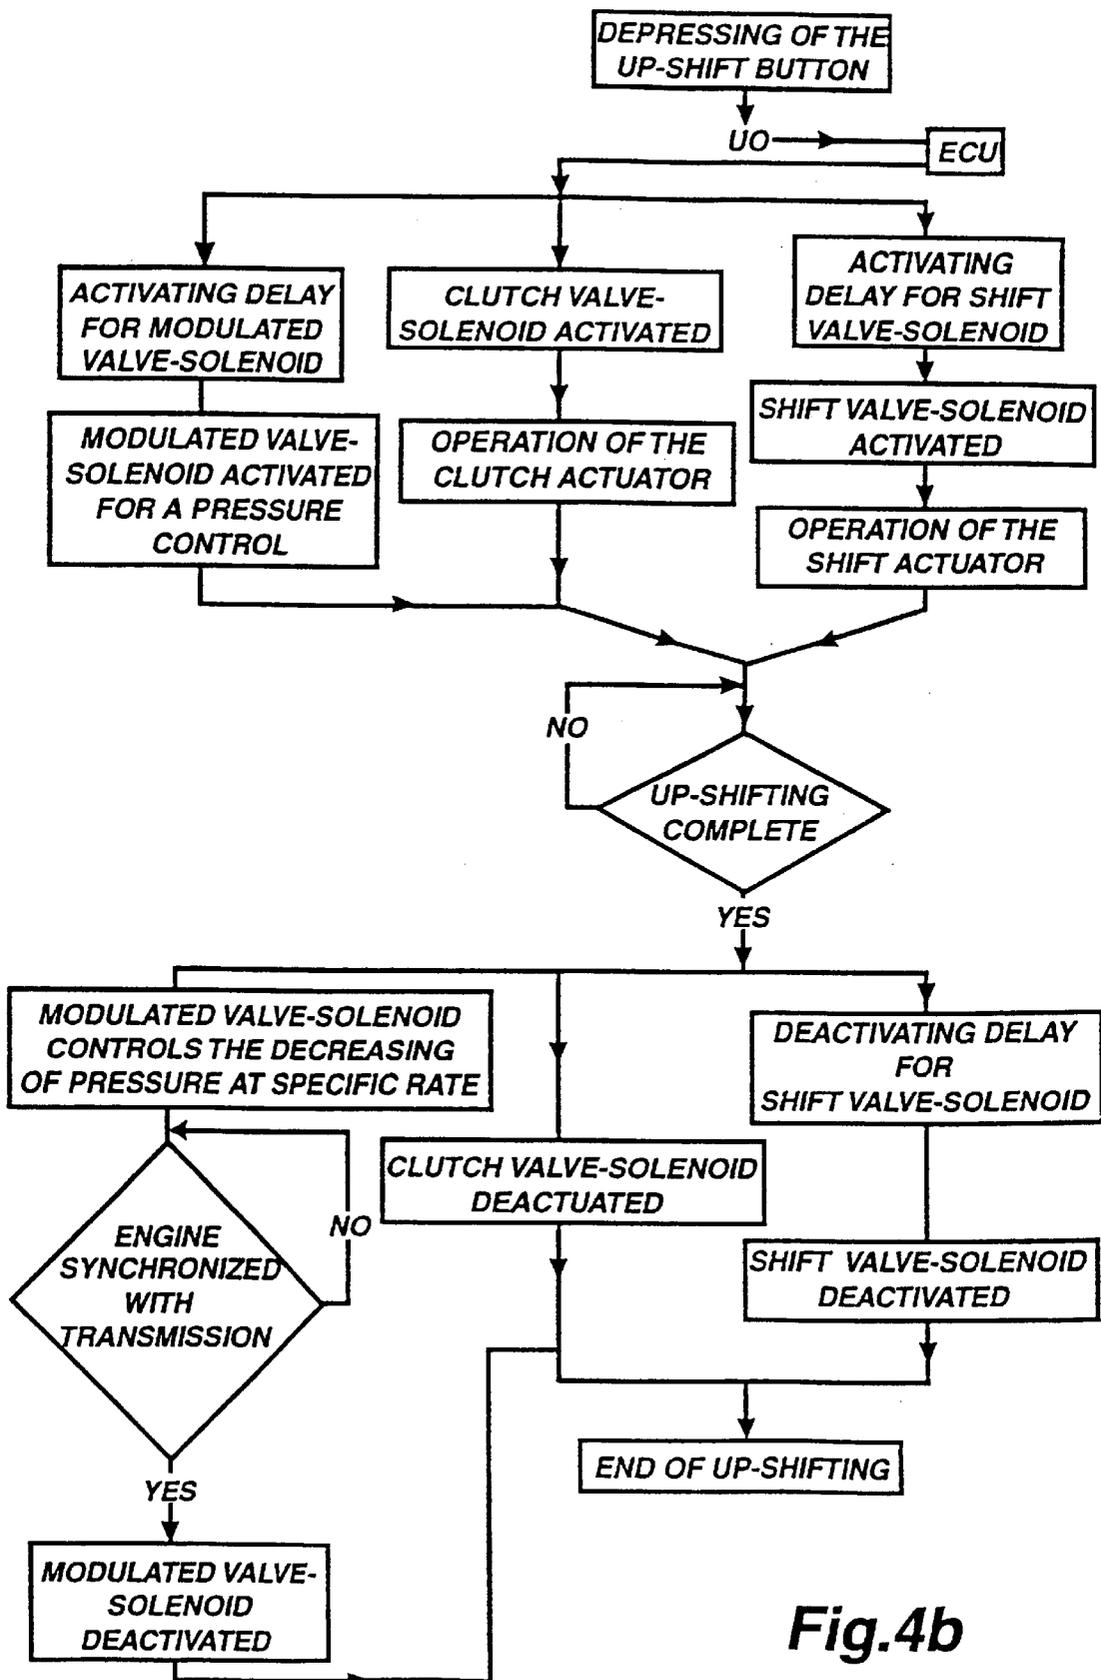 DEPRESSING OF THE
UP-SHIFT BUTTON
UO
ECU
ACTIVATING DELAY
FOR MODULATED
VALVE-SOLENOID
CLUTCH VALVE-
SOLENOID ACTIVATED
ACTIVATING
DELAY FOR SHIFT
VALVE-SOLENOID
MODULATED VALVE-
SOLENOID ACTIVATED
FOR A PRESSURE
CONTROL
OPERATION OF THE
CLUTCH ACTUATOR
SHIFT VALVE-SOLENOID
ACTIVATED
OPERATION OF THE
SHIFT ACTUATOR
NO
UP-SHIFTING
COMPLETE
YES
MODULATED VALVE-SOLENOID
CONTROLS THE DECREASING
OF PRESSURE AT SPECIFIC RATE
DEACTIVATING DELAY
FOR
SHIFT VALVE-SOLENOID
CLUTCH VALVE-SOLENOID
DEACTUATED
NO
ENGINE
SYNCHRONIZED
WITH
TRANSMISSION
SHIFT VALVE-SOLENOID
DEACTIVATED
END OF UP-SHIFTING
YES
MODULATED VALVE-
SOLENOID
DEACTIVATED
Fig.4b